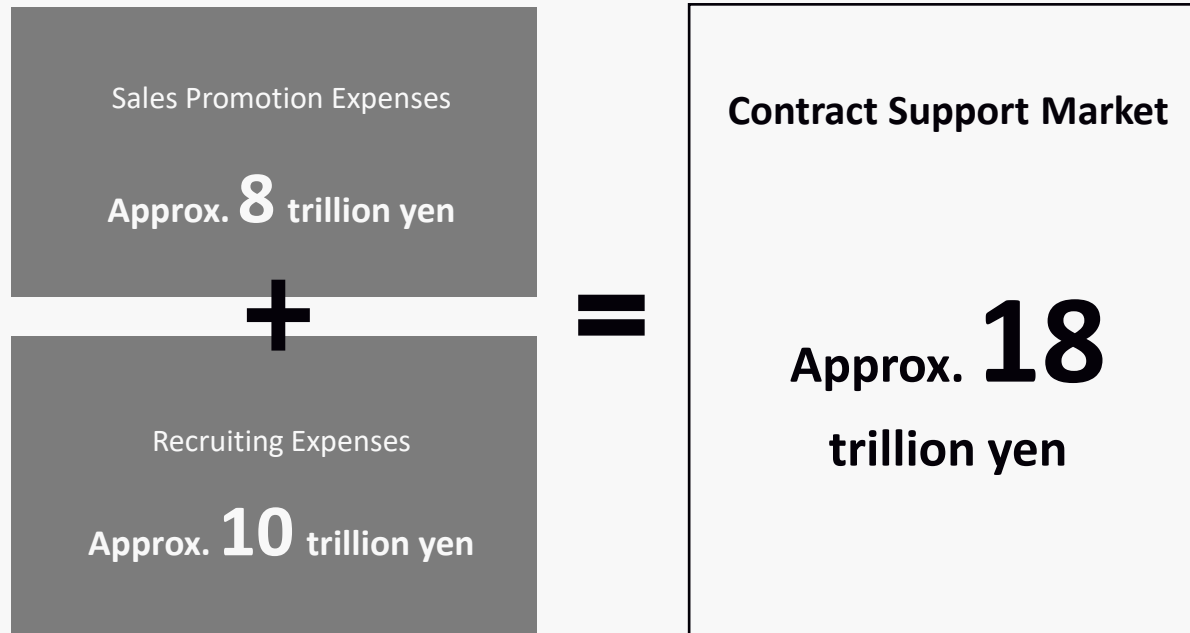 Sales Promotion Expenses
Approx. 8 trillion yen
+
Recruiting Expenses
Approx. 10 trillion yen
=
Contract Support Market
Approx. 18
trillion yen